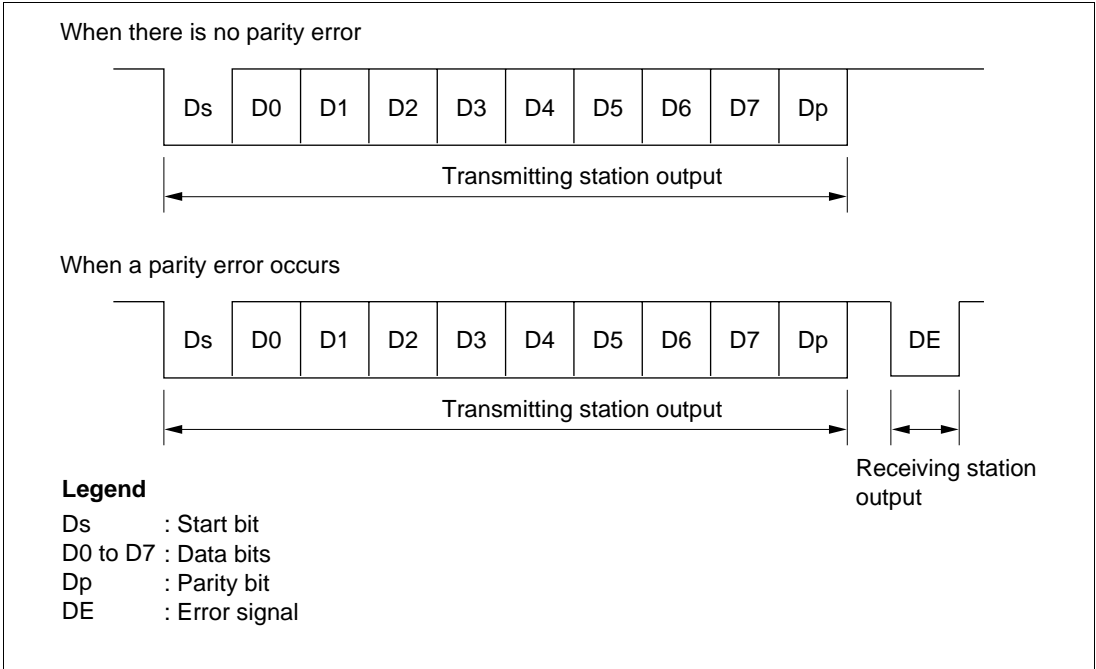 When there is no parity error
Ds D0 D1 D2 D3 D4 D5 D6 D7 Dp
Transmitting station output
When a parity error occurs
Ds D0 D1 D2 D3 D4 D5 D6 D7 Dp DE
Transmitting station output
Receiving station
output
Legend
Ds : Start bit
D0 to D7 : Data bits
Dp : Parity bit
DE : Error signal